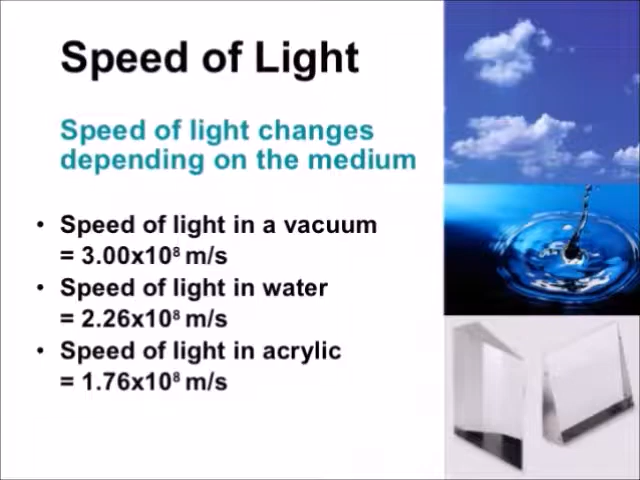 Speed of Light
Speed of light changes
depending on the medium
• Speed of light in a vacuum
= 3.00x10⁸ m/s
• Speed of light in water
= 2.26x10⁸ m/s
• Speed of light in acrylic
= 1.76x10⁸ m/s